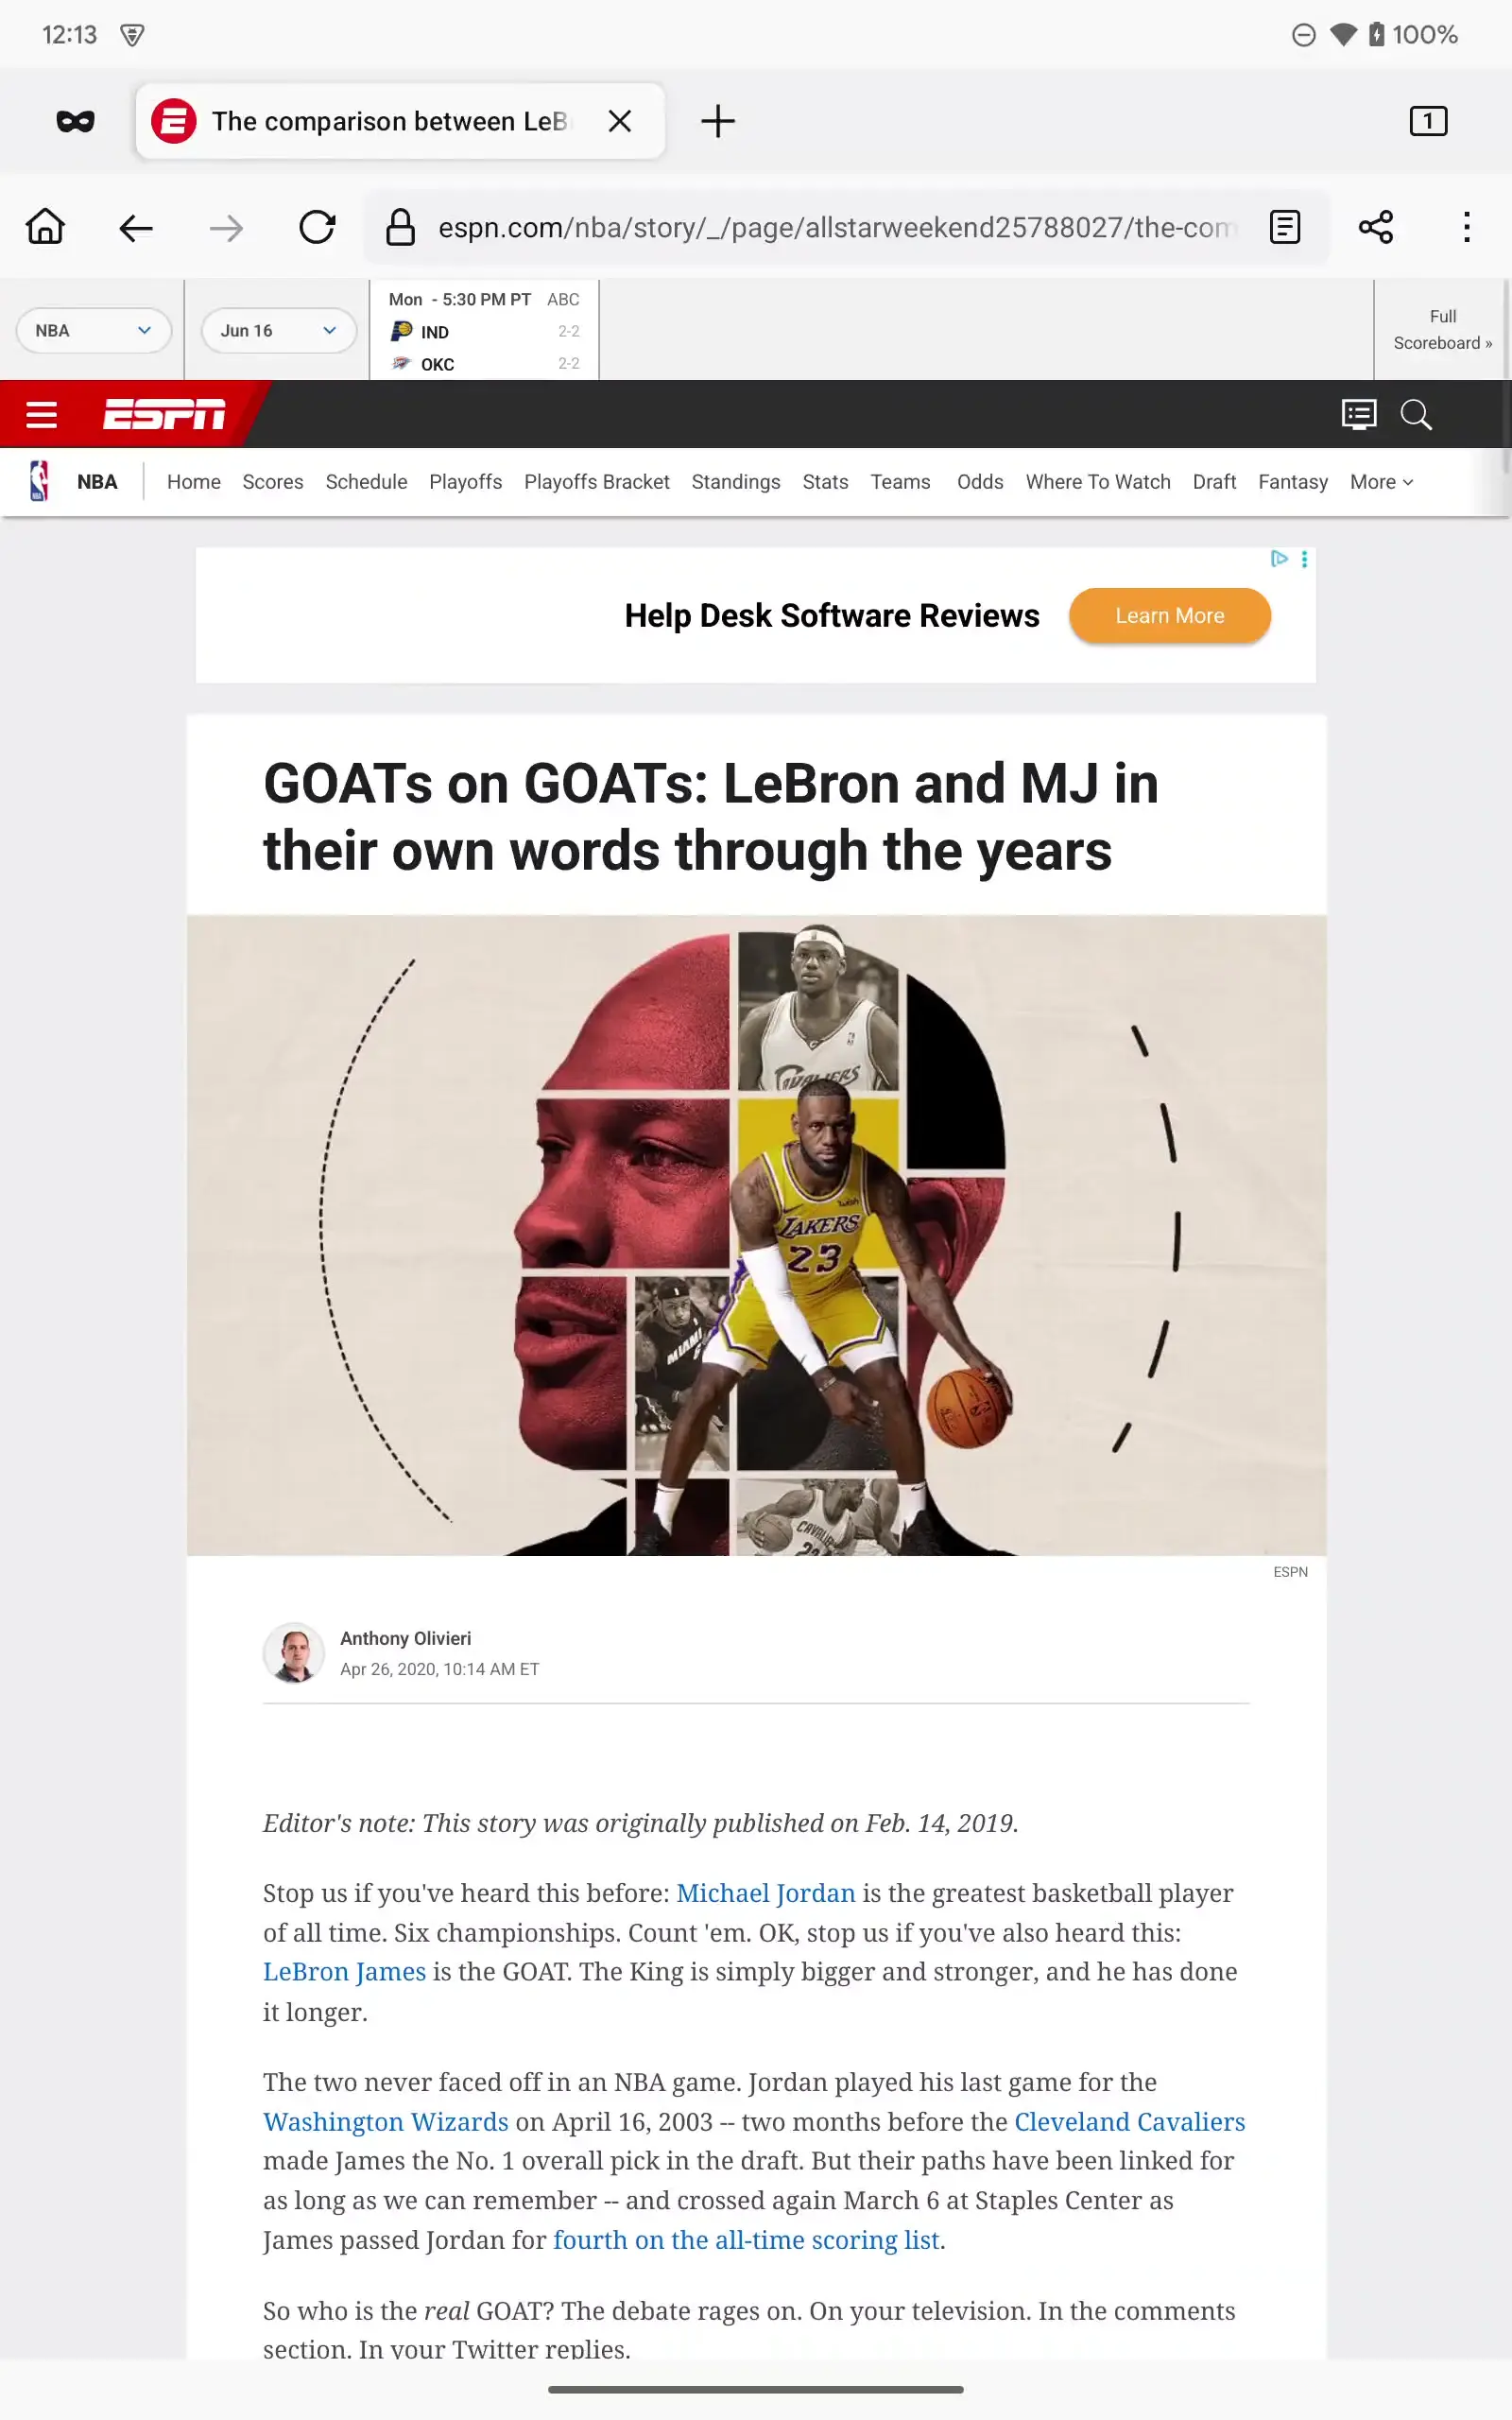 12:13
100%
The comparison between LeB
1
espn.com/nba/story/_/page/allstarweekend25788027/the-com
NBA
Jun 16
Mon - 5:30 PM PT ABC
IND 2-2
OKC 2-2
Full
Scoreboard »
ESPN
NBA Home Scores Schedule Playoffs Playoffs Bracket Standings Stats Teams Odds Where To Watch Draft Fantasy More
Help Desk Software Reviews
Learn More
GOATs on GOATs: LeBron and MJ in
their own words through the years
CAVALIERS
wish
LAKERS
23
MIAMI
ESPN
Anthony Olivieri
Apr 26, 2020, 10:14 AM ET
Editor's note: This story was originally published on Feb. 14, 2019.
Stop us if you've heard this before: Michael Jordan is the greatest basketball player
of all time. Six championships. Count 'em. OK, stop us if you've also heard this:
LeBron James is the GOAT. The King is simply bigger and stronger, and he has done
it longer.
The two never faced off in an NBA game. Jordan played his last game for the
Washington Wizards on April 16, 2003 -- two months before the Cleveland Cavaliers
made James the No. 1 overall pick in the draft. But their paths have been linked for
as long as we can remember -- and crossed again March 6 at Staples Center as
James passed Jordan for fourth on the all-time scoring list.
So who is the real GOAT? The debate rages on. On your television. In the comments
section. In your Twitter replies.